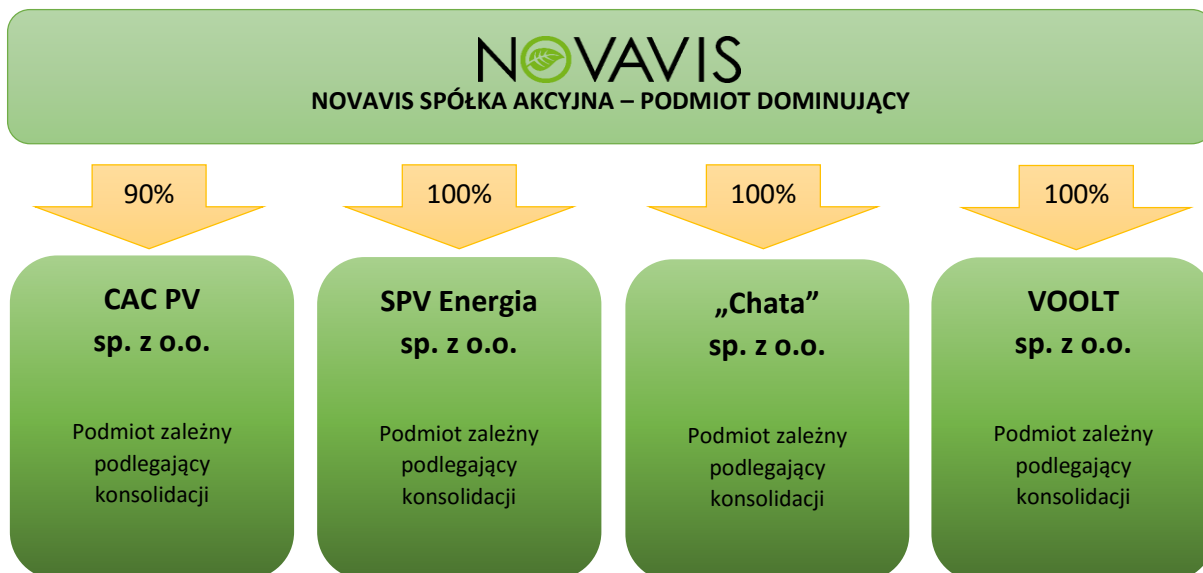 NOVAVIS
NOVAVIS SPÓŁKA AKCYJNA – PODMIOT DOMINUJĄCY
90%
100%
100%
100%
CAC PV
sp. z o.o.
Podmiot zależny
podlegający
konsolidacji
SPV Energia
sp. z o.o.
Podmiot zależny
podlegający
konsolidacji
„Chata”
sp. z o.o.
Podmiot zależny
podlegający
konsolidacji
VOOLT
sp. z o.o.
Podmiot zależny
podlegający
konsolidacji